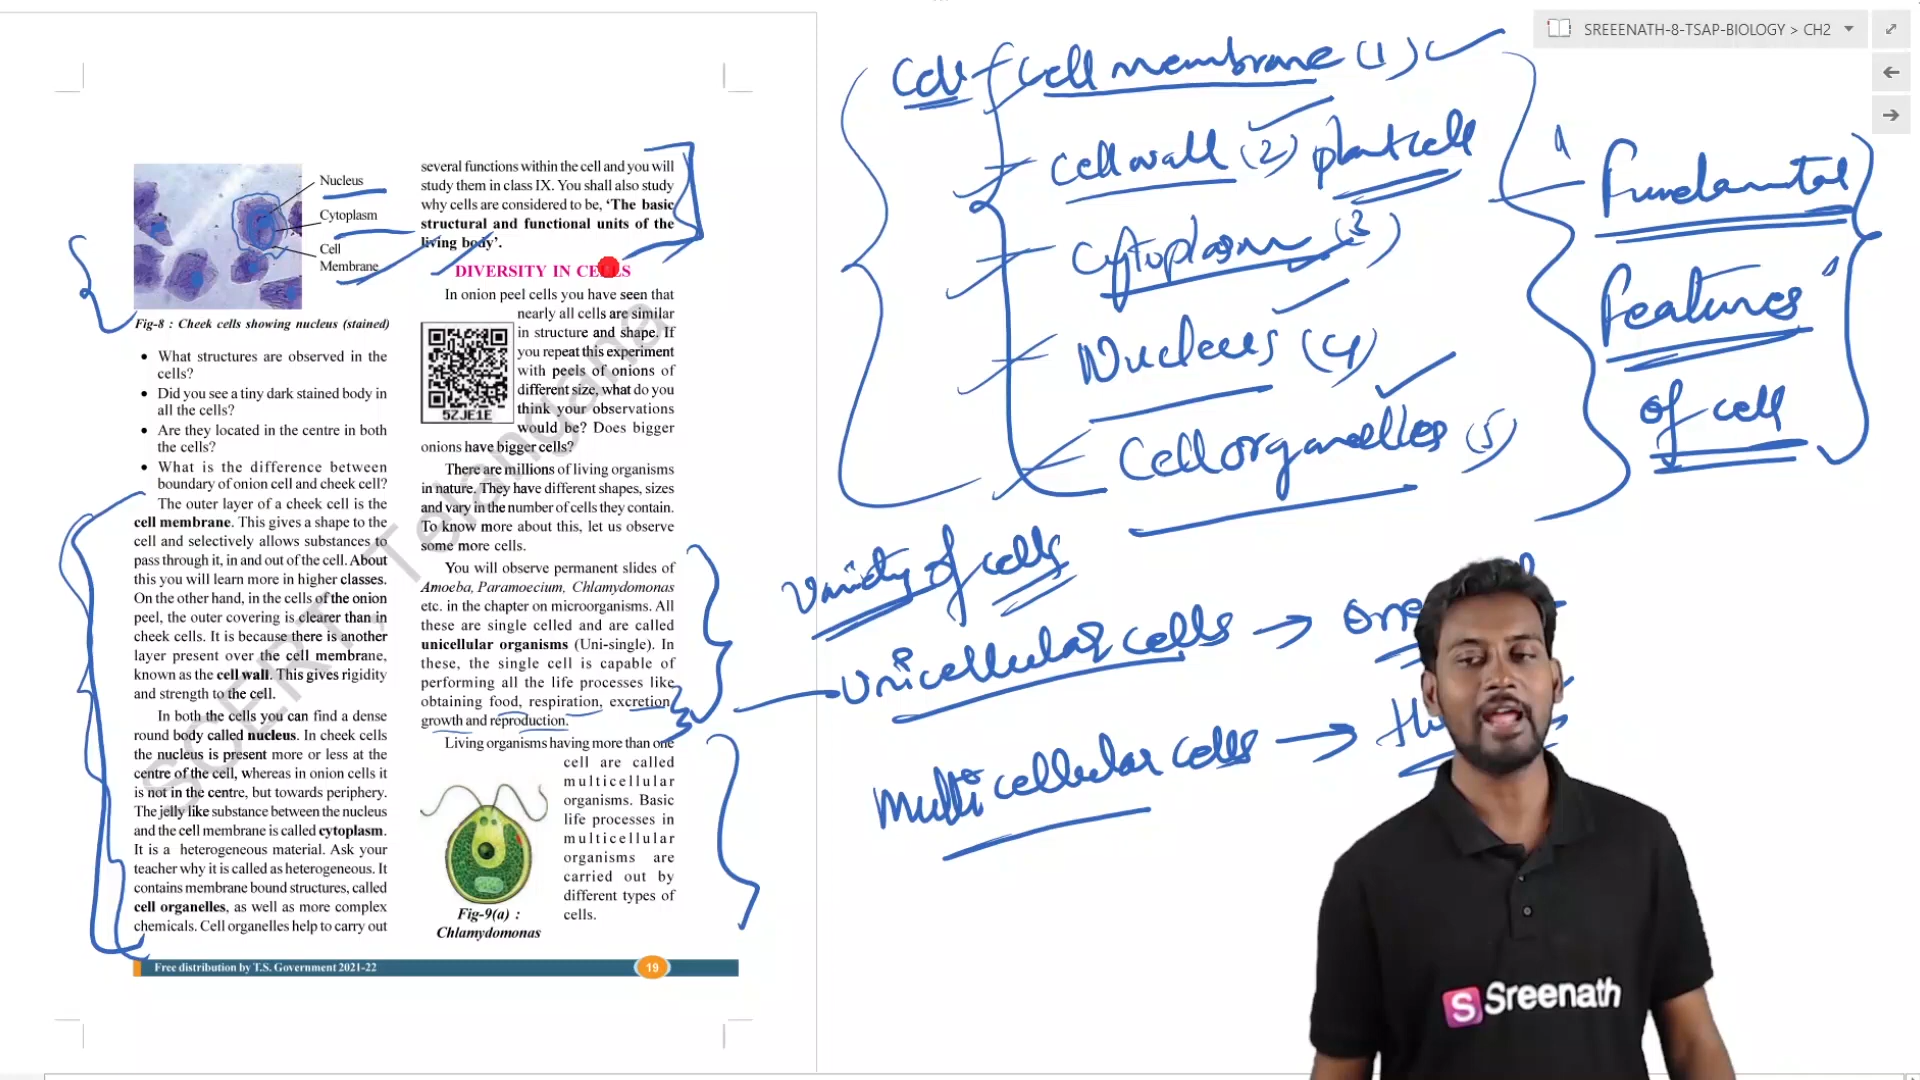 SREEENATH-8-TSAP-BIOLOGY > CH2
Nucleus
Cytoplasm
Cell
Membrane
Fig-8 : Cheek cells showing nucleus (stained)
• What structures are observed in the
cells?
• Did you see a tiny dark stained body in
all the cells?
• Are they located in the centre in both
the cells?
• What is the difference between
boundary of onion cell and cheek cell?
The outer layer of a cheek cell is the
cell membrane. This gives a shape to the
cell and selectively allows substances to
pass through it, in and out of the cell. About
this you will learn more in higher classes.
On the other hand, in the cells of the onion
peel, the outer covering is clearer than in
cheek cells. It is because there is another
layer present over the cell membrane,
known as the cell wall. This gives rigidity
and strength to the cell.
In both the cells you can find a dense
round body called nucleus. In cheek cells
the nucleus is present more or less at the
centre of the cell, whereas in onion cells it
is not in the centre, but towards periphery.
The jelly like substance between the nucleus
and the cell membrane is called cytoplasm.
It is a heterogeneous material. Ask your
teacher why it is called as heterogeneous. It
contains membrane bound structures, called
cell organelles, as well as more complex
chemicals. Cell organelles help to carry out
several functions within the cell and you will
study them in class IX. You shall also study
why cells are considered to be, ‘The basic
structural and functional units of the
living body’.
DIVERSITY IN CELLS
In onion peel cells you have seen that
nearly all cells are similar
in structure and shape. If
you repeat this experiment
with peels of onions of
different size, what do you
think your observations
would be? Does bigger
onions have bigger cells?
5ZJE1E
There are millions of living organisms
in nature. They have different shapes, sizes
and vary in the number of cells they contain.
To know more about this, let us observe
some more cells.
You will observe permanent slides of
Amoeba, Paramoecium, Chlamydomonas
etc. in the chapter on microorganisms. All
these are single celled and are called
unicellular organisms (Uni-single). In
these, the single cell is capable of
performing all the life processes like
obtaining food, respiration, excretion,
growth and reproduction.
Living organisms having more than one
cell are called
multicellular
organisms. Basic
life processes in
multicellular
organisms are
carried out by
different types of
cells.
Fig-9(a) :
Chlamydomonas
Free distribution by T.S. Government 2021-22
19
SCERT, Telangana
Cell cell membrane (1)
cell wall (2) plant cell
cytoplasm (3)
Nucleus (4)
Cell organelles (5)
"Fundamental
Features"
of cell
Variety of cells
Unicellular cells → one
Multicellular cells →
S Sreenath